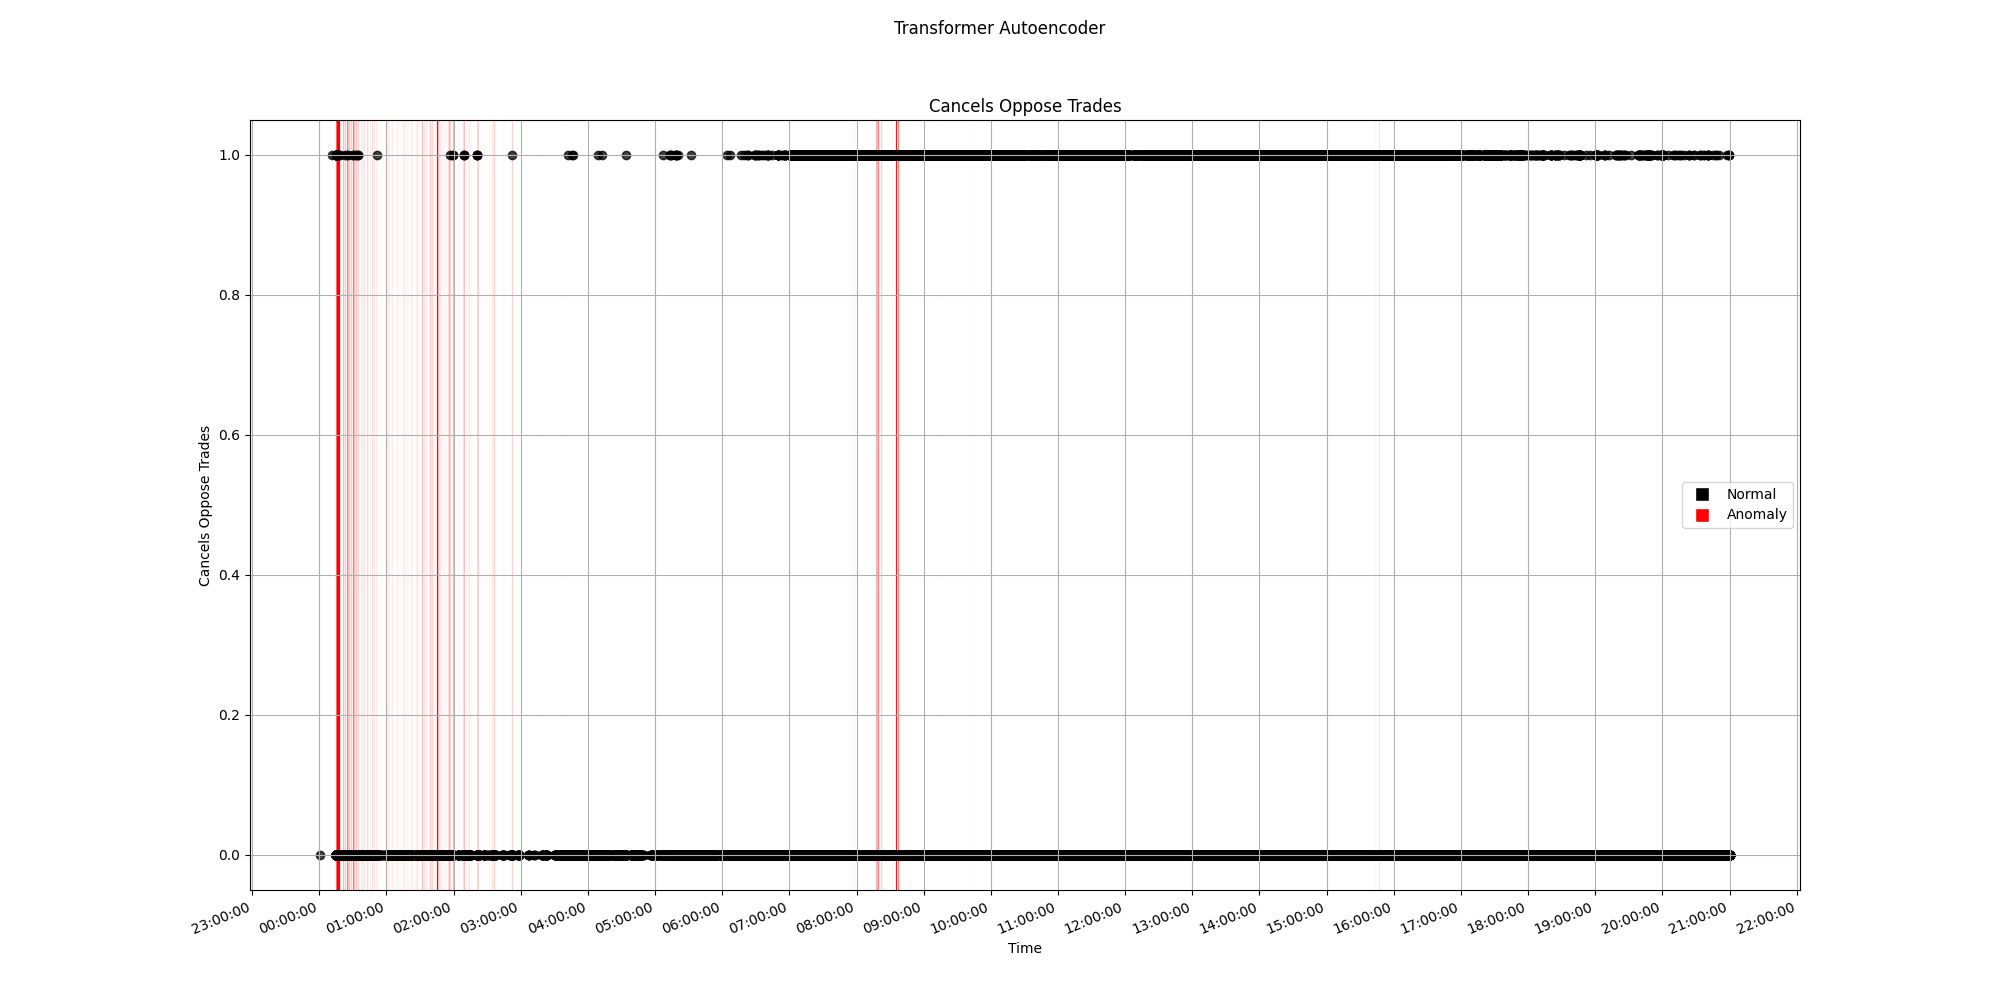 Transformer Autoencoder
Cancels Oppose Trades
1.0
0.8
0.6
0.4
0.2
0.0
Cancels Oppose Trades
Normal
Anomaly
23:00:00 00:00:00 01:00:00 02:00:00 03:00:00 04:00:00 05:00:00 06:00:00 07:00:00 08:00:00 09:00:00 10:00:00 11:00:00 12:00:00 13:00:00 14:00:00 15:00:00 16:00:00 17:00:00 18:00:00 19:00:00 20:00:00 21:00:00 22:00:00
Time